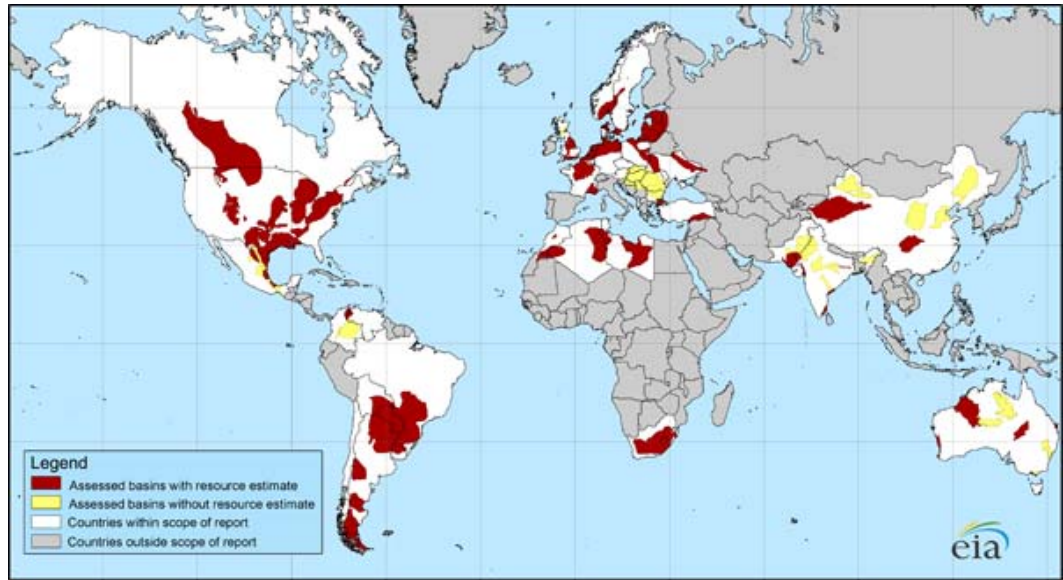 Legend
Assessed basins with resource estimate
Assessed basins without resource estimate
Countries within scope of report
Countries outside scope of report
eia